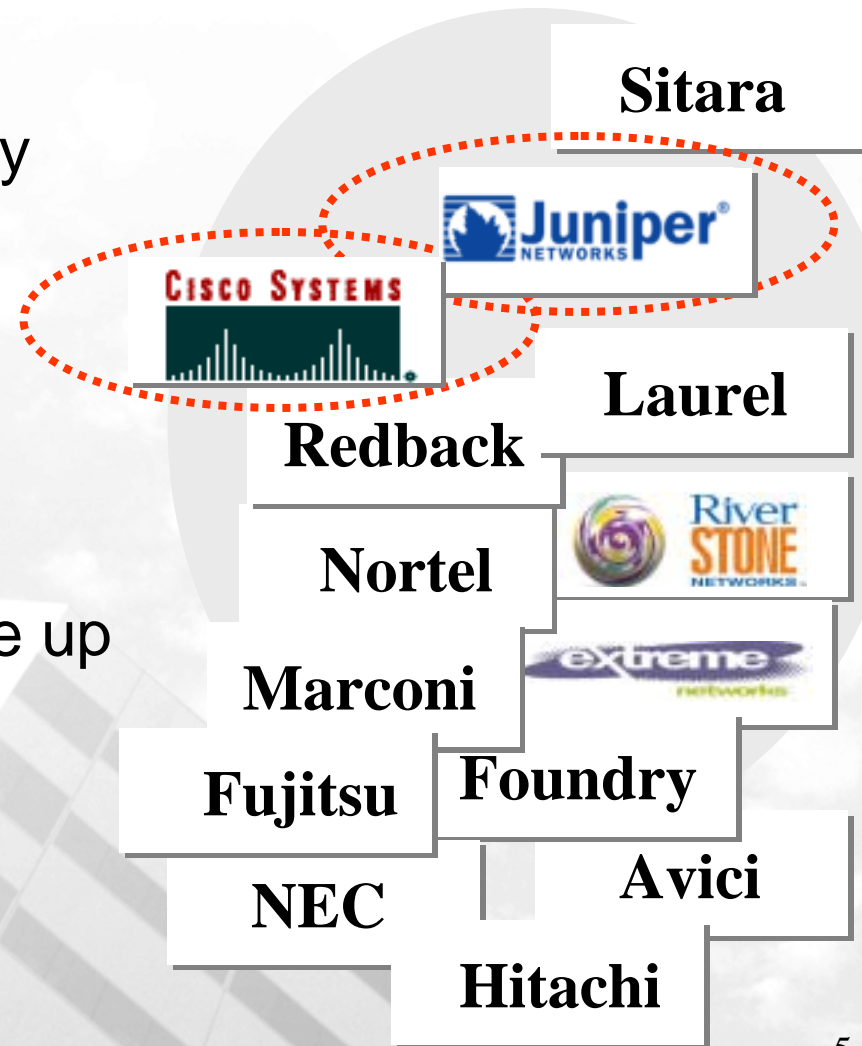 Sitara
y
Juniper®
NETWORKS
CISCO SYSTEMS
Laurel
Redback
River
STONE
NETWORKS
Nortel
e up
extreme
networks
Marconi
Foundry
Fujitsu
Avici
NEC
Hitachi